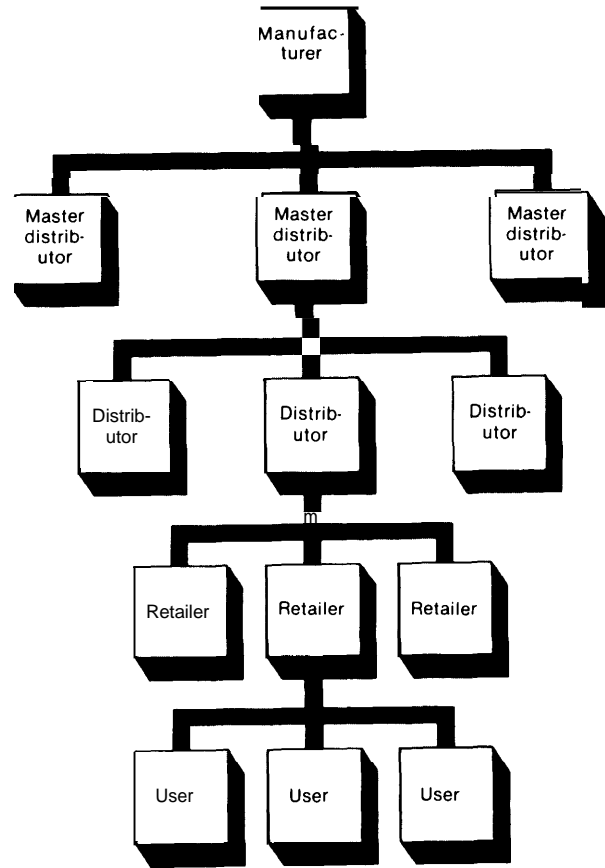 Manufac-
turer
Master
distrib-
utor
Master
distrib-
utor
Master
distrib-
utor
Distrib-
utor
Distrib-
utor
Distrib-
utor
m
Retailer
Retailer
Retailer
User
User
User